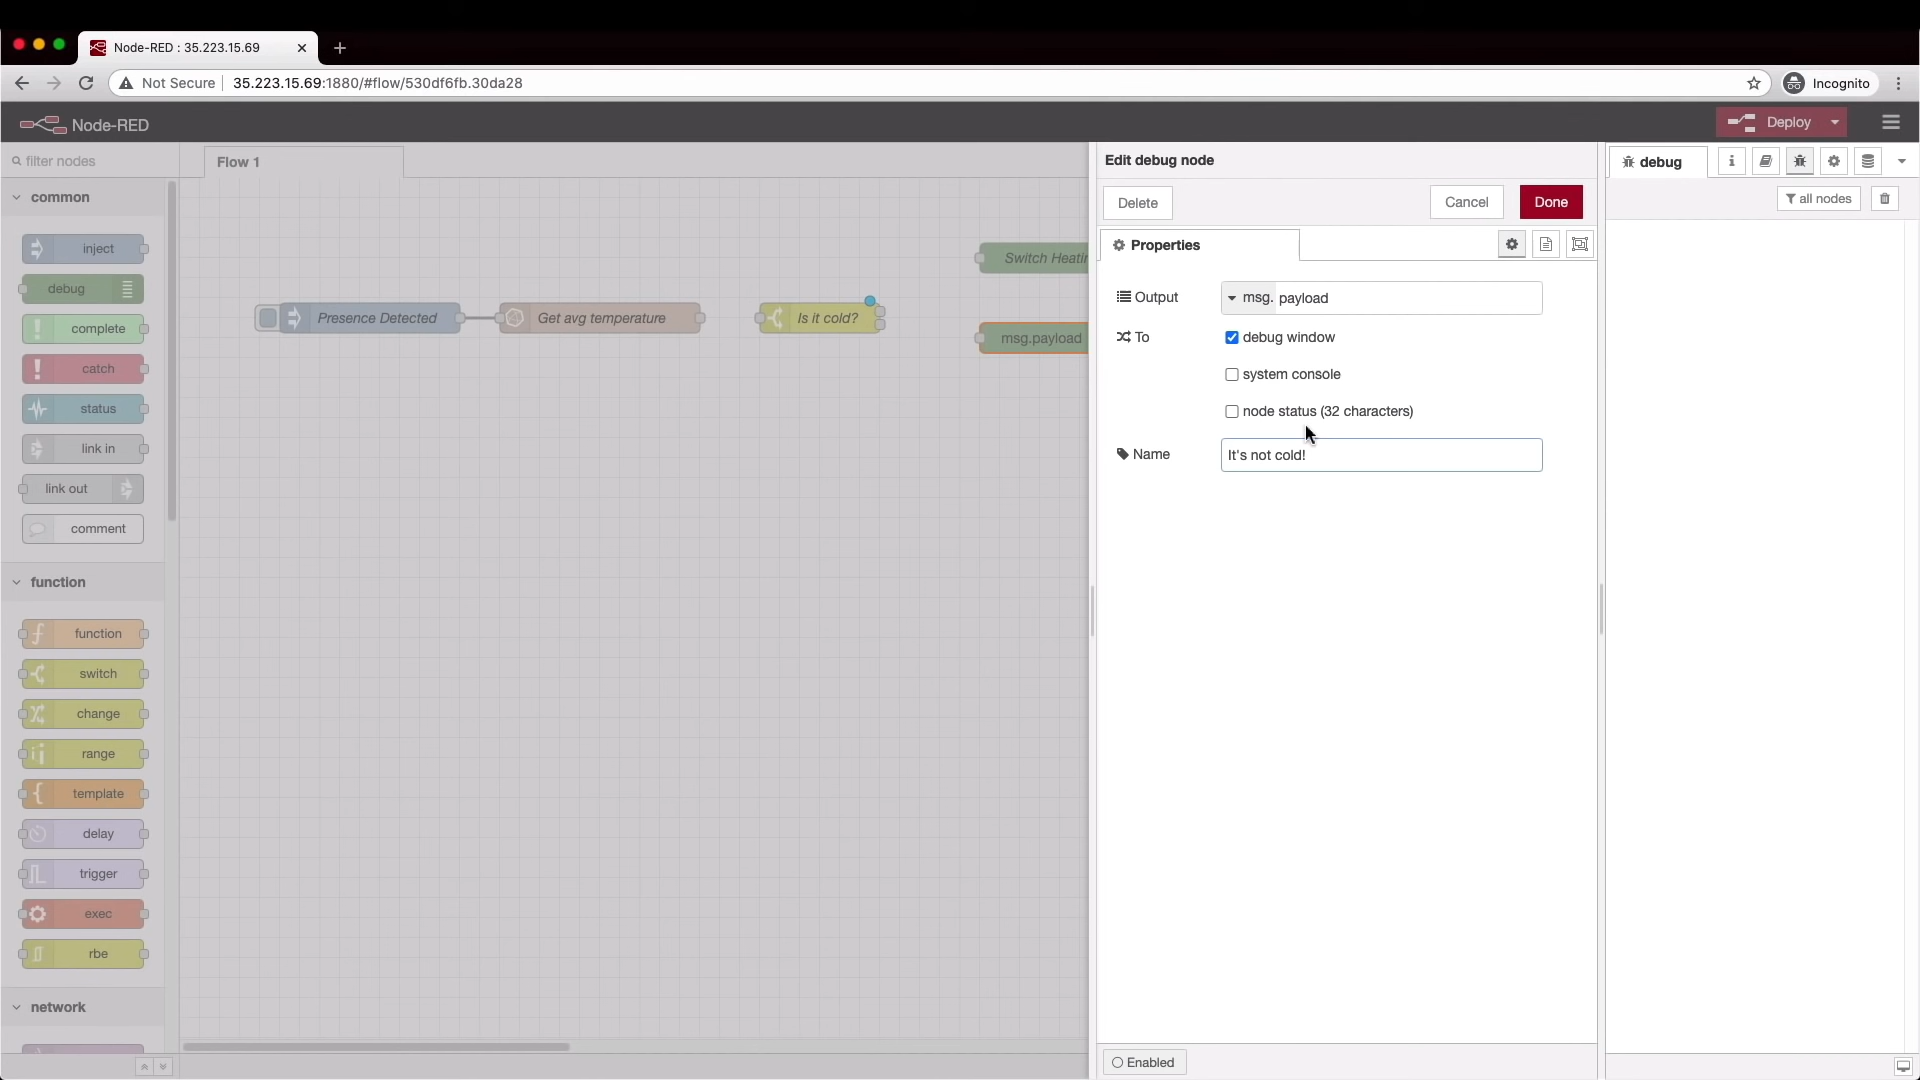 Node-RED : 35.223.15.69
Not Secure
35.223.15.69:1880/#flow/530df6fb.30da28
Incognito
Node-RED
Deploy
filter nodes
Flow 1
Edit debug node
debug
common
Delete
Cancel
Done
all nodes
Properties
inject
Switch Heatin
debug
Output
msg. payload
Presence Detected
Get avg temperature
Is it cold?
complete
To
debug window
msg.payload
catch
system console
status
node status (32 characters)
link in
Name
It's not cold!
link out
comment
function
function
switch
change
range
template
delay
trigger
exec
rbe
network
Enabled